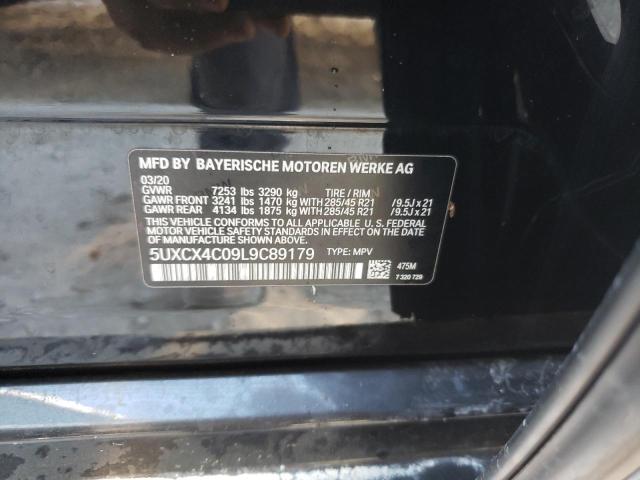 MFD BY BAYERISCHE MOTOREN WERKE AG
03/20
GVWR 7253 lbs 3290 kg TIRE / RIM
GAWR FRONT 3241 lbs 1470 kg WITH 285/45 R21 /9.5J x 21
GAWR REAR 4134 lbs 1875 kg WITH 285/45 R21 /9.5J x 21
THIS VEHICLE CONFORMS TO ALL APPLICABLE U. S. FEDERAL
MOTOR VEHICLE SAFETY STANDARDS IN EFFECT ON THE
DATE OF MANUFACTURE SHOWN ABOVE.
5UXCX4C09L9C89179 TYPE: MPV
475M
7 320 729